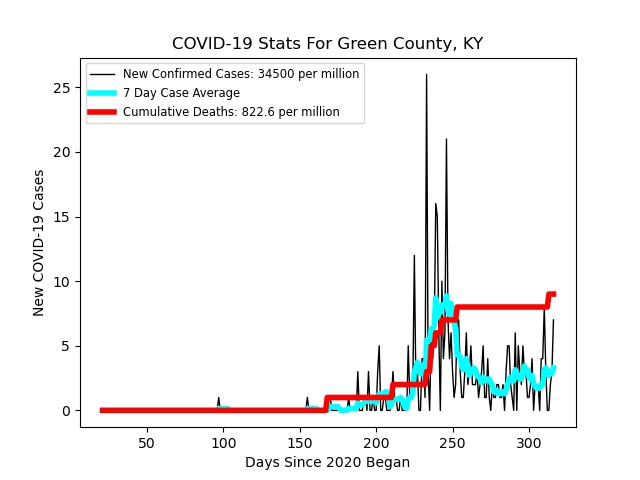 COVID-19 Stats For Green County, KY
New Confirmed Cases: 34500 per million
7 Day Case Average
Cumulative Deaths: 822.6 per million
New COVID-19 Cases
25
20
15
10
5
0
50 100 150 200 250 300
Days Since 2020 Began